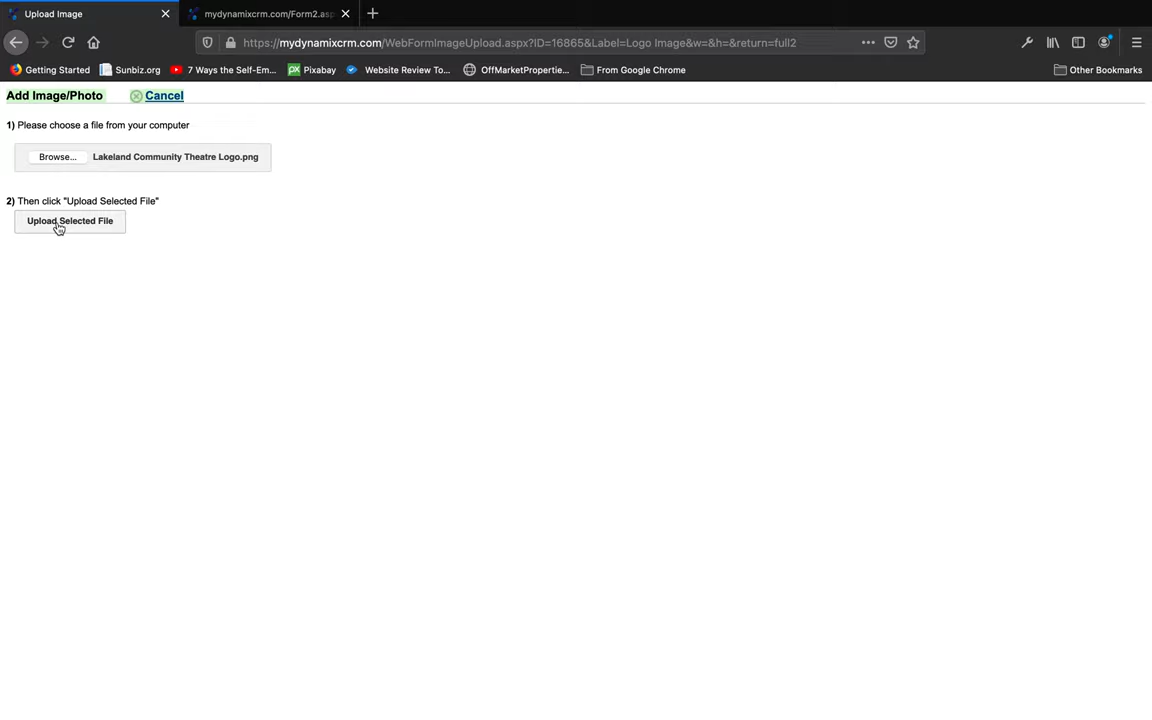 Upload Image
mydynamixcrm.com/Form2.asp
https://mydynamixcrm.com/WebFormImageUpload.aspx?ID=16865&Label=Logo Image&w=&h=&return=full2
Getting Started
Sunbiz.org
7 Ways the Self-Em...
Pixabay
Website Review To...
OffMarketPropertie...
From Google Chrome
Other Bookmarks
Add Image/Photo
Cancel
1) Please choose a file from your computer
Browse... Lakeland Community Theatre Logo.png
2) Then click "Upload Selected File"
Upload Selected File